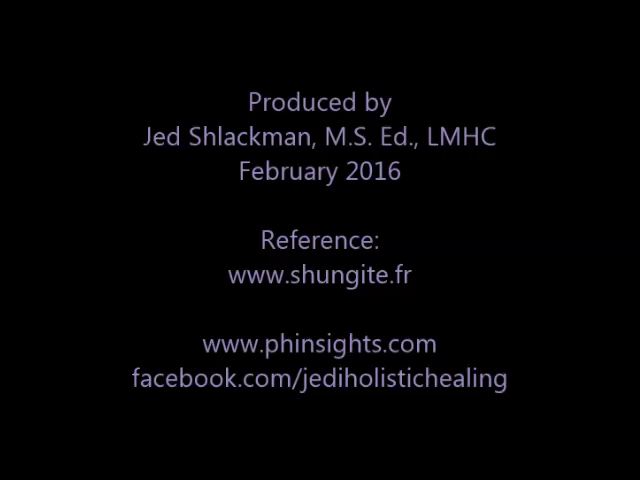 Produced by
Jed Shlackman, M.S. Ed., LMHC
February 2016
Reference:
www.shungite.fr
www.phinsights.com
facebook.com/jediholistichealing